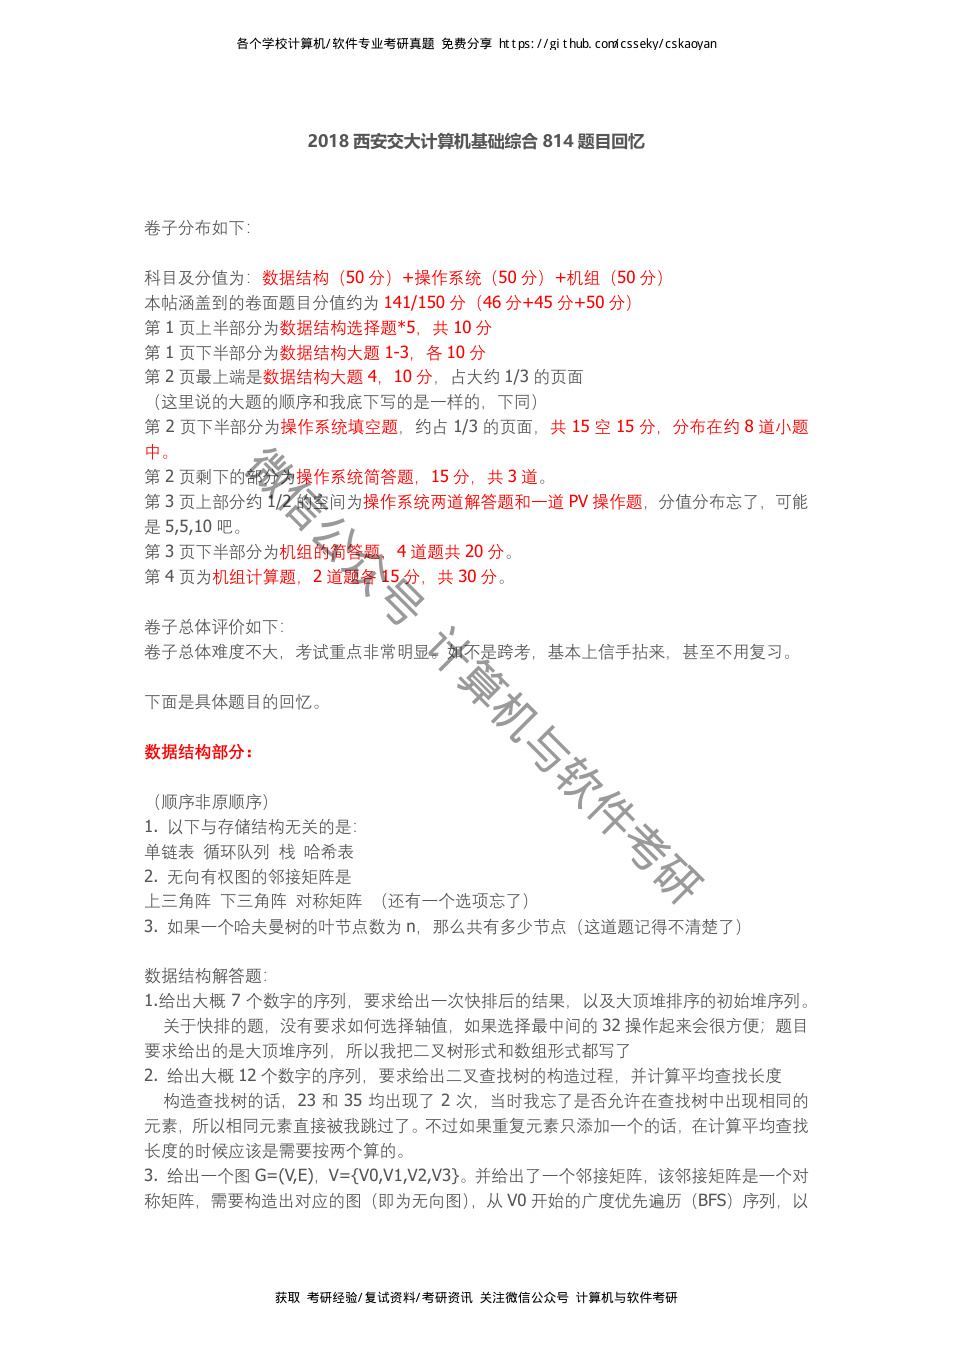 各个学校计算机/软件专业考研真题 免费分享 https://github.com/csseky/cskaoyan
2018 西安交大计算机基础综合 814 题目回忆
卷子分布如下：
科目及分值为：数据结构（50 分）+操作系统（50 分）+机组（50 分）
本帖涵盖到的卷面题目分值约为 141/150 分（46 分+45 分+50 分）
第 1 页上半部分为数据结构选择题*5，共 10 分
第 1 页下半部分为数据结构大题 1-3，各 10 分
第 2 页最上端是数据结构大题 4，10 分，占大约 1/3 的页面
（这里说的大题的顺序和我底下写的是一样的，下同）
第 2 页下半部分为操作系统填空题，约占 1/3 的页面，共 15 空 15 分，分布在约 8 道小题
中。
第 2 页剩下的部分为操作系统简答题，15 分，共 3 道。
第 3 页上部分约 1/2 的空间为操作系统两道解答题和一道 PV 操作题，分值分布忘了，可能
是 5,5,10 吧。
第 3 页下半部分为机组的简答题，4 道题共 20 分。
第 4 页为机组计算题，2 道题各 15 分，共 30 分。
卷子总体评价如下：
卷子总体难度不大，考试重点非常明显。如不是跨考，基本上信手拈来，甚至不用复习。
下面是具体题目的回忆。
数据结构部分：
（顺序非原顺序）
1. 以下与存储结构无关的是：
单链表 循环队列 栈 哈希表
2. 无向有权图的邻接矩阵是
上三角阵 下三角阵 对称矩阵 （还有一个选项忘了）
3. 如果一个哈夫曼树的叶节点数为 n，那么共有多少节点（这道题记得不清楚了）
数据结构解答题：
1.给出大概 7 个数字的序列，要求给出一次快排后的结果，以及大顶堆排序的初始堆序列。
关于快排的题，没有要求如何选择轴值，如果选择最中间的 32 操作起来会很方便；题目
要求给出的是大顶堆序列，所以我把二叉树形式和数组形式都写了
2. 给出大概 12 个数字的序列，要求给出二叉查找树的构造过程，并计算平均查找长度
构造查找树的话，23 和 35 均出现了 2 次，当时我忘了是否允许在查找树中出现相同的
元素，所以相同元素直接被我跳过了。不过如果重复元素只添加一个的话，在计算平均查找
长度的时候应该是需要按两个算的。
3. 给出一个图 G=(V,E)，V={V0,V1,V2,V3}。并给出了一个邻接矩阵，该邻接矩阵是一个对
称矩阵，需要构造出对应的图（即为无向图），从 V0 开始的广度优先遍历（BFS）序列，以
微信公众号 计算机与软件考研
获取 考研经验/复试资料/考研资讯 关注微信公众号 计算机与软件考研